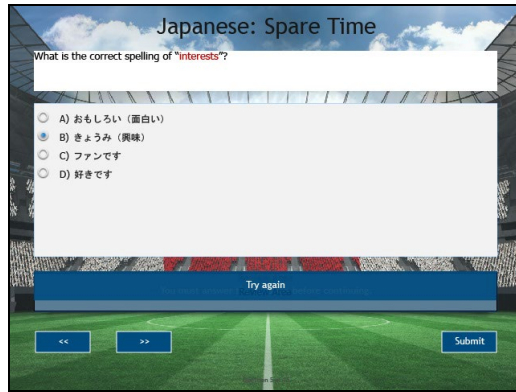 Japanese: Spare Time
What is the correct spelling of "interests"?
A) おもしろい（面白い）
B) きょうみ（興味）
C) ファンです
D) 好きです
Try again
<<
>>
Submit